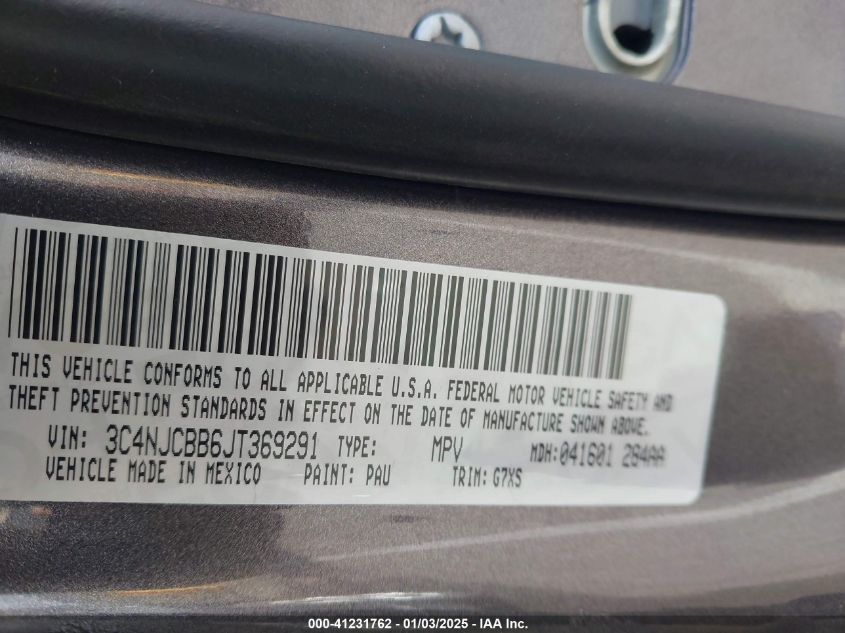 THIS VEHICLE CONFORMS TO ALL APPLICABLE U.S.A. FEDERAL MOTOR VEHICLE SAFETY AND
THEFT PREVENTION STANDARDS IN EFFECT ON THE DATE OF MANUFACTURE SHOWN ABOVE.
VIN: 3C4NJCBB6JT369291 TYPE: MPV MDH:041601 284AA
VEHICLE MADE IN MEXICO PAINT: PAU TRIM: G7XS
000-41231762 - 01/03/2025 - IAA Inc.